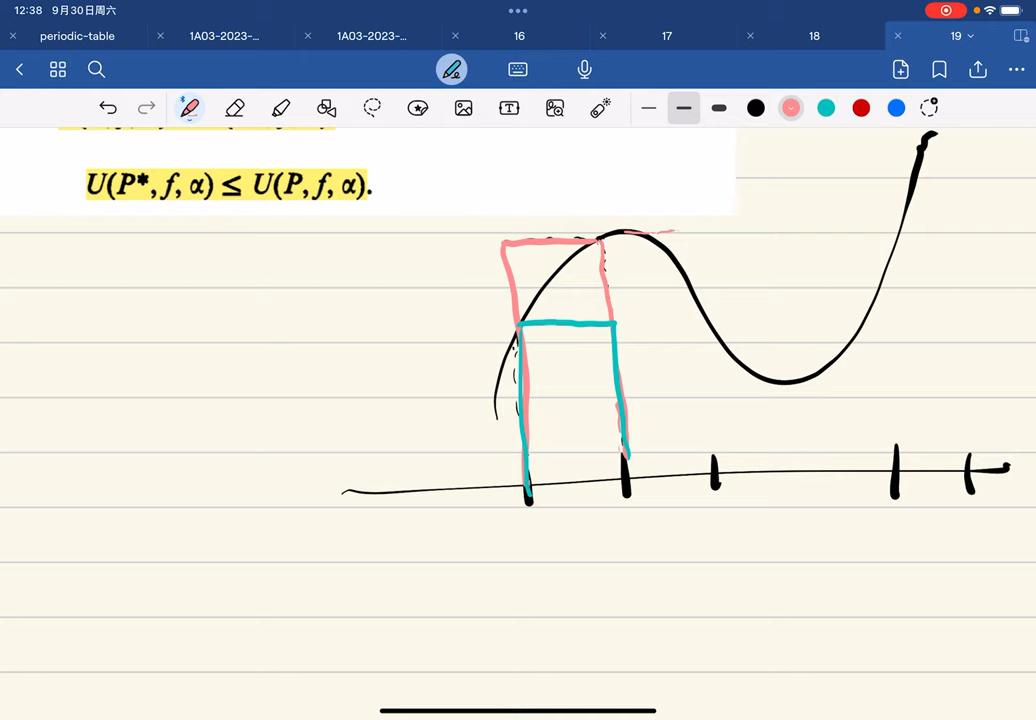 12:38 9月30日周六
periodic-table
1A03-2023-...
1A03-2023-...
16
17
18
19
U(P*, f, α) ≤ U(P, f, α).